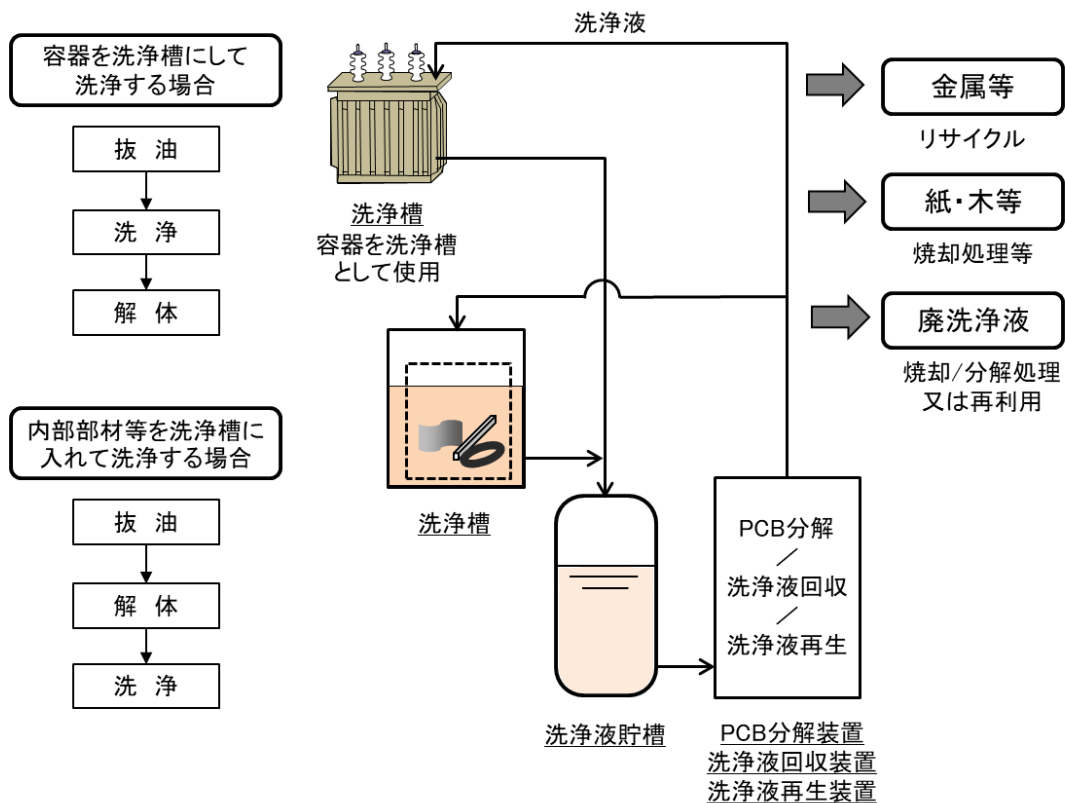 容器を洗浄槽にして
洗浄する場合
抜 油
洗 浄
解 体
内部部材等を洗浄槽に
入れて洗浄する場合
抜 油
解 体
洗 浄
洗浄液
洗浄槽
容器を洗浄槽
として使用
洗浄槽
洗浄液貯槽
PCB分解
/
洗浄液回収
/
洗浄液再生
PCB分解装置
洗浄液回収装置
洗浄液再生装置
金属等
リサイクル
紙・木等
焼却処理等
廃洗浄液
焼却/分解処理
又は再利用